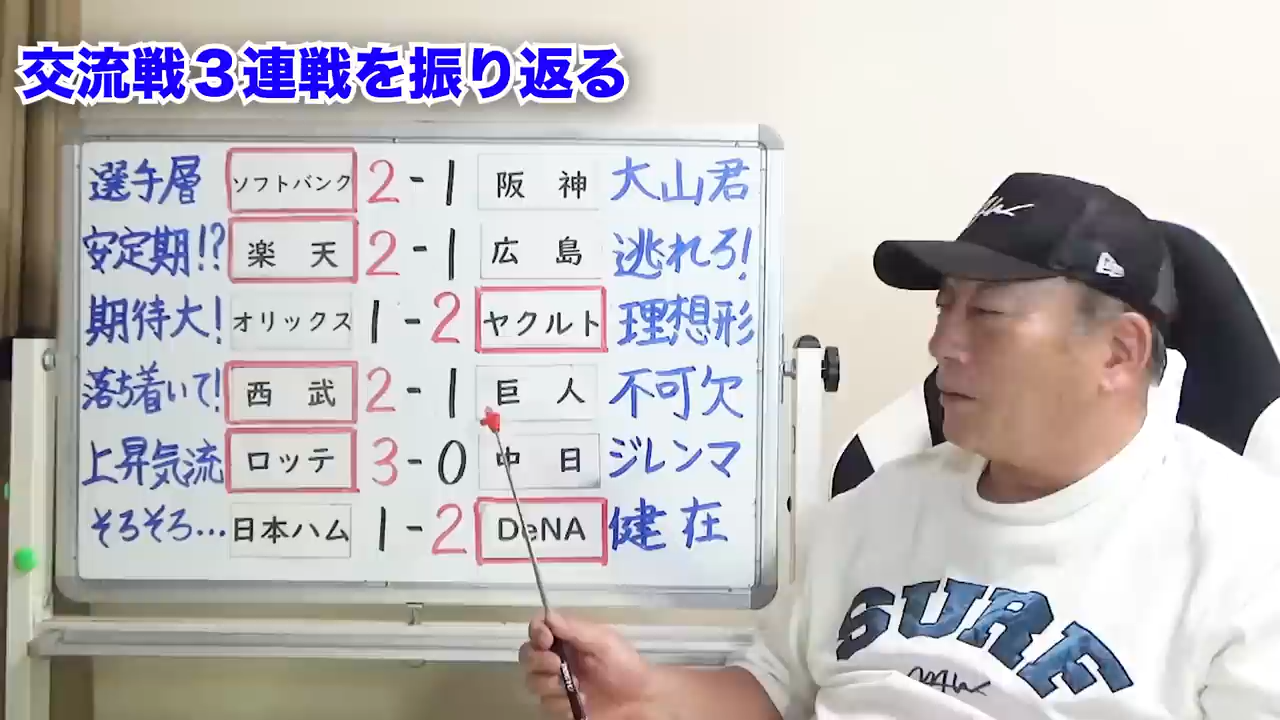 交流戦３連戦を振り返る
選手層 ソフトバンク 2-1 阪神 大山君
安定期!? 楽天 2-1 広島 逃れろ!
期待大! オリックス 1-2 ヤクルト 理想形
落ち着いて! 西武 2-1 巨人 不可欠
上昇気流 ロッテ 3-0 中日 ジレンマ
そろそろ… 日本ハム 1-2 DeNA 健在
SURF